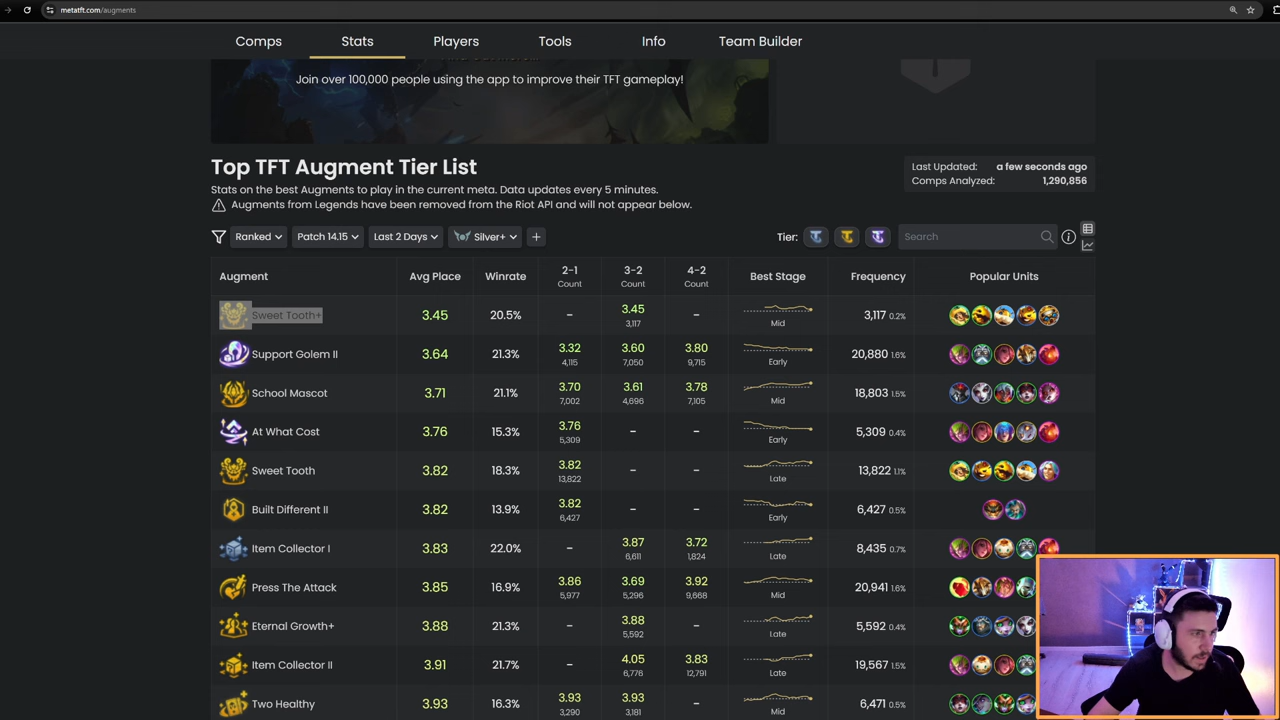 metatft.com/augments
Comps Stats Players Tools Info Team Builder
Join over 100,000 people using the app to improve their TFT gameplay!
Top TFT Augment Tier List
Stats on the best Augments to play in the current meta. Data updates every 5 minutes.
Augments from Legends have been removed from the Riot API and will not appear below.
Last Updated: a few seconds ago
Comps Analyzed: 1,290,856
Ranked Patch 14.15 Last 2 Days Silver+ + Tier: Search
Augment Avg Place Winrate 2-1 Count 3-2 Count 4-2 Count Best Stage Frequency Popular Units
Sweet Tooth+ 3.45 20.5% - 3.45 3,117 - Mid 3,117 0.2%
Support Golem II 3.64 21.3% 3.32 4,115 3.60 7,050 3.80 9,715 Early 20,880 1.6%
School Mascot 3.71 21.1% 3.70 7,002 3.61 4,696 3.78 7,105 Mid 18,803 1.5%
At What Cost 3.76 15.3% 3.76 5,309 - - Early 5,309 0.4%
Sweet Tooth 3.82 18.3% 3.82 13,822 - - Late 13,822 1.1%
Built Different II 3.82 13.9% 3.82 6,427 - - Early 6,427 0.5%
Item Collector I 3.83 22.0% - 3.87 6,611 3.72 1,824 Late 8,435 0.7%
Press The Attack 3.85 16.9% 3.86 5,977 3.69 5,296 3.92 9,668 Mid 20,941 1.6%
Eternal Growth+ 3.88 21.3% - 3.88 5,592 - Late 5,592 0.4%
Item Collector II 3.91 21.7% - 4.05 6,776 3.83 12,791 Late 19,567 1.5%
Two Healthy 3.93 16.3% 3.93 3,290 3.93 3,181 - Mid 6,471 0.5%